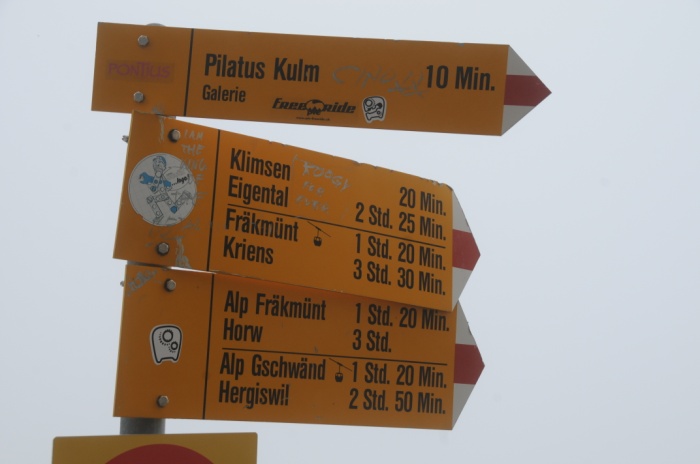 PONTIUS
Pilatus Kulm 10 Min.
Galerie
FREERIDE
Klimsen 20 Min.
Eigental 2 Std. 25 Min.
Fräkmünt 1 Std. 20 Min.
Kriens 3 Std. 30 Min.
Alp Fräkmünt 1 Std. 20 Min.
Horw 3 Std.
Alp Gschwänd 1 Std. 20 Min.
Hergiswil 2 Std. 50 Min.